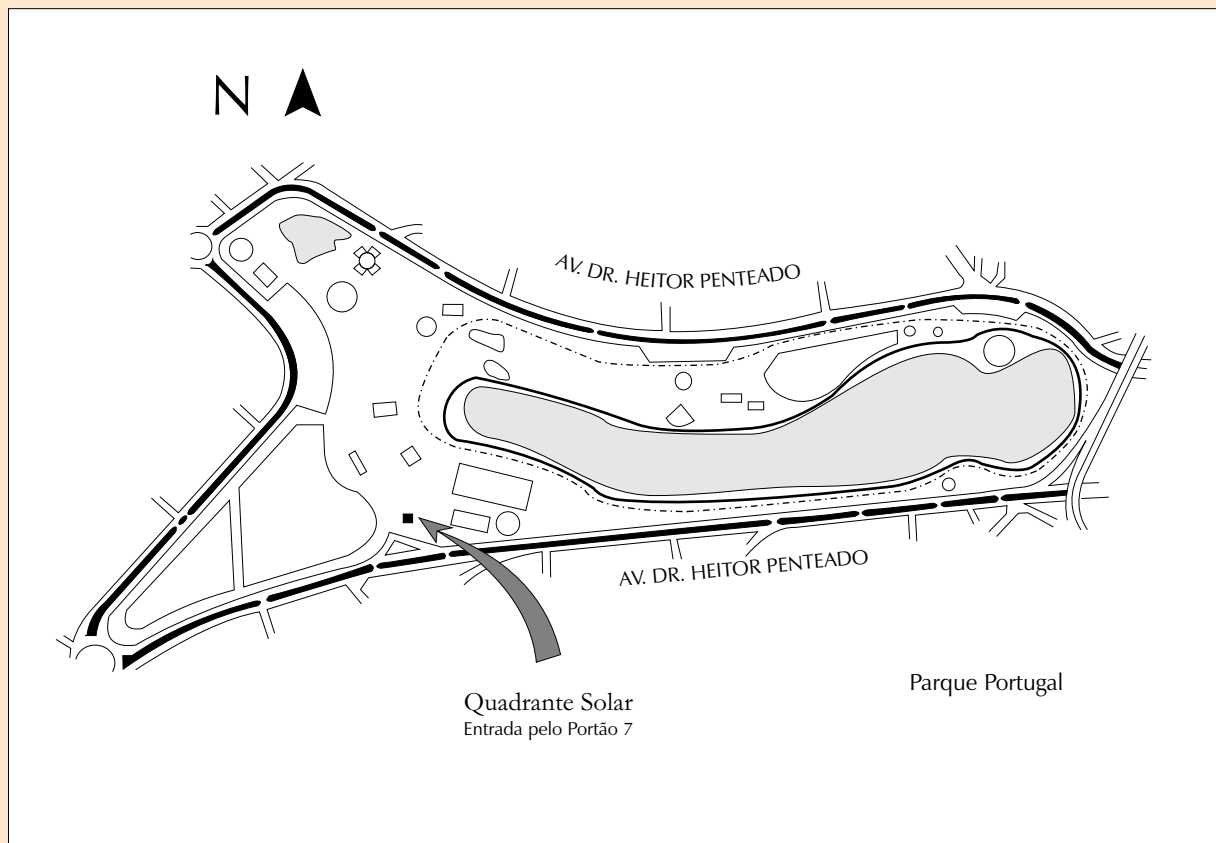 N
AV. DR. HEITOR PENTEADO
AV. DR. HEITOR PENTEADO
Quadrante Solar
Entrada pelo Portão 7
Parque Portugal